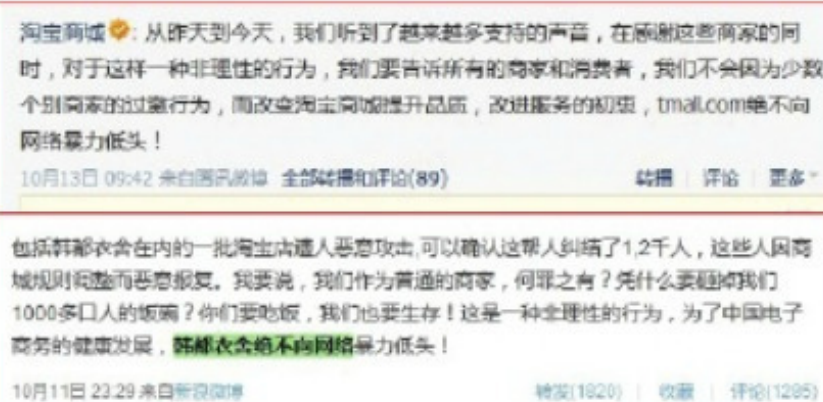 淘宝商城:从昨天到今天,我们听到了越来越多支持的声音,在感谢这些商家的同
时,对于这样一种非理性的行为,我们要告诉所有的商家和消费者,我们不会因为少数
个别商家的过激行为,而改变淘宝商城提升品质,改进服务的初衷,tmall.com绝不向
网络暴力低头!
10月13日 09:42 来自腾讯微博 全部转播和评论(89) 转播 | 评论 | 更多
包括韩都衣舍在内的一批淘宝店遭人恶意攻击,可以确认这帮人纠结了1,2千人,这些人因商
城规则调整而恶意报复。我要说,我们作为普通的商家,何罪之有?凭什么要砸掉我们
1000多口人的饭碗?你们要吃饭,我们也要生存!这是一种非理性的行为,为了中国电子
商务的健康发展,韩都衣舍绝不向网络暴力低头!
10月11日 23:29 来自新浪微博 转发(1820) | 收藏 | 评论(1285)